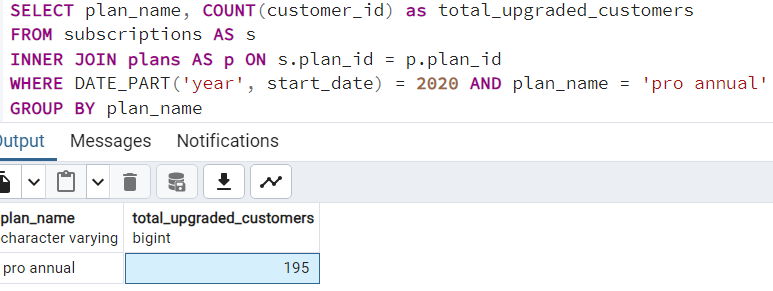 SELECT plan_name, COUNT(customer_id) as total_upgraded_customers
FROM subscriptions AS s
INNER JOIN plans AS p ON s.plan_id = p.plan_id
WHERE DATE_PART('year', start_date) = 2020 AND plan_name = 'pro annual'
GROUP BY plan_name
Output Messages Notifications
plan_name total_upgraded_customers
character varying bigint
pro annual 195